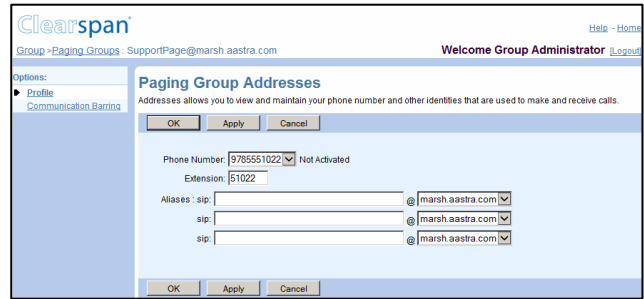 Clearspan
Help - Home
Group >Paging Groups : SupportPage@marsh.aastra.com
Welcome Group Administrator [Logout]
Options:
Profile
Communication Barring
Paging Group Addresses
Addresses allows you to view and maintain your phone number and other identities that are used to make and receive calls.
OK Apply Cancel
Phone Number: 9785551022 Not Activated
Extension: 51022
Aliases : sip: @ marsh.aastra.com
sip: @ marsh.aastra.com
sip: @ marsh.aastra.com
OK Apply Cancel